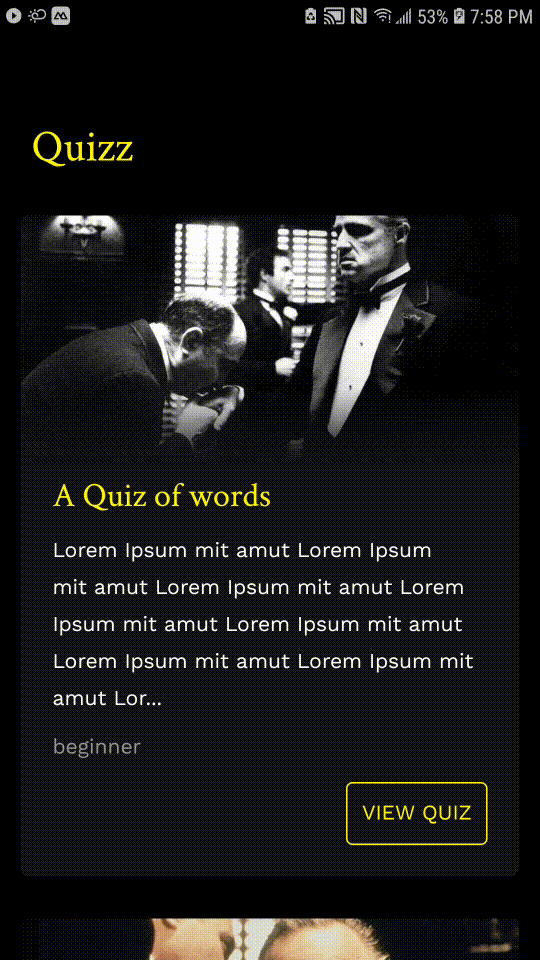 53% 7:58 PM
Quizz
A Quiz of words
Lorem Ipsum mit amut Lorem Ipsum
mit amut Lorem Ipsum mit amut Lorem
Ipsum mit amut Lorem Ipsum mit amut
Lorem Ipsum mit amut Lorem Ipsum mit
amut Lor...
beginner
VIEW QUIZ